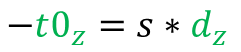 −t0_z = s * d_z